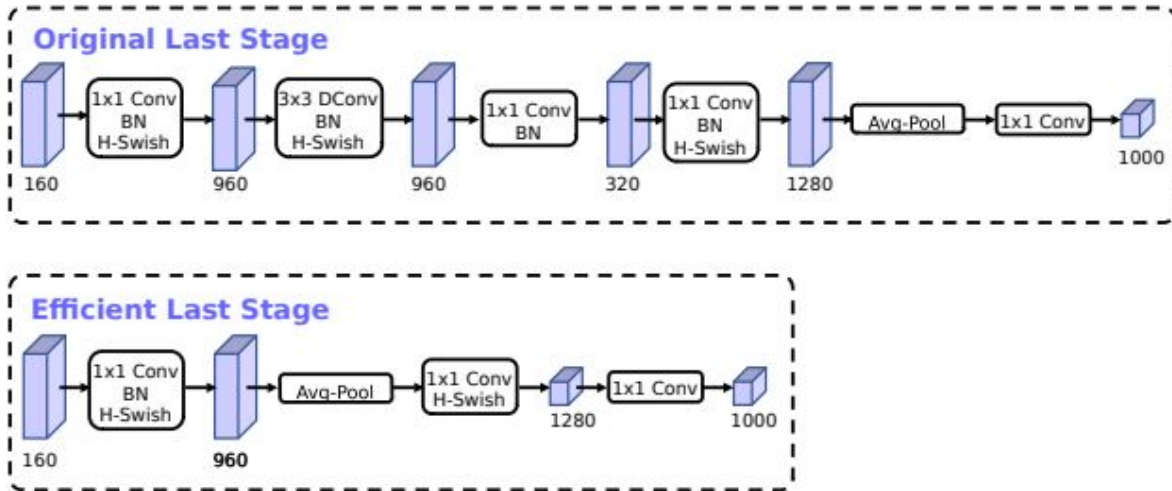 Original Last Stage
1x1 Conv
BN
H-Swish
3x3 DConv
BN
H-Swish
1x1 Conv
BN
1x1 Conv
BN
H-Swish
Avg-Pool
1x1 Conv
160
960
960
320
1280
1000
Efficient Last Stage
1x1 Conv
BN
H-Swish
Avg-Pool
1x1 Conv
H-Swish
1x1 Conv
160
960
1280
1000